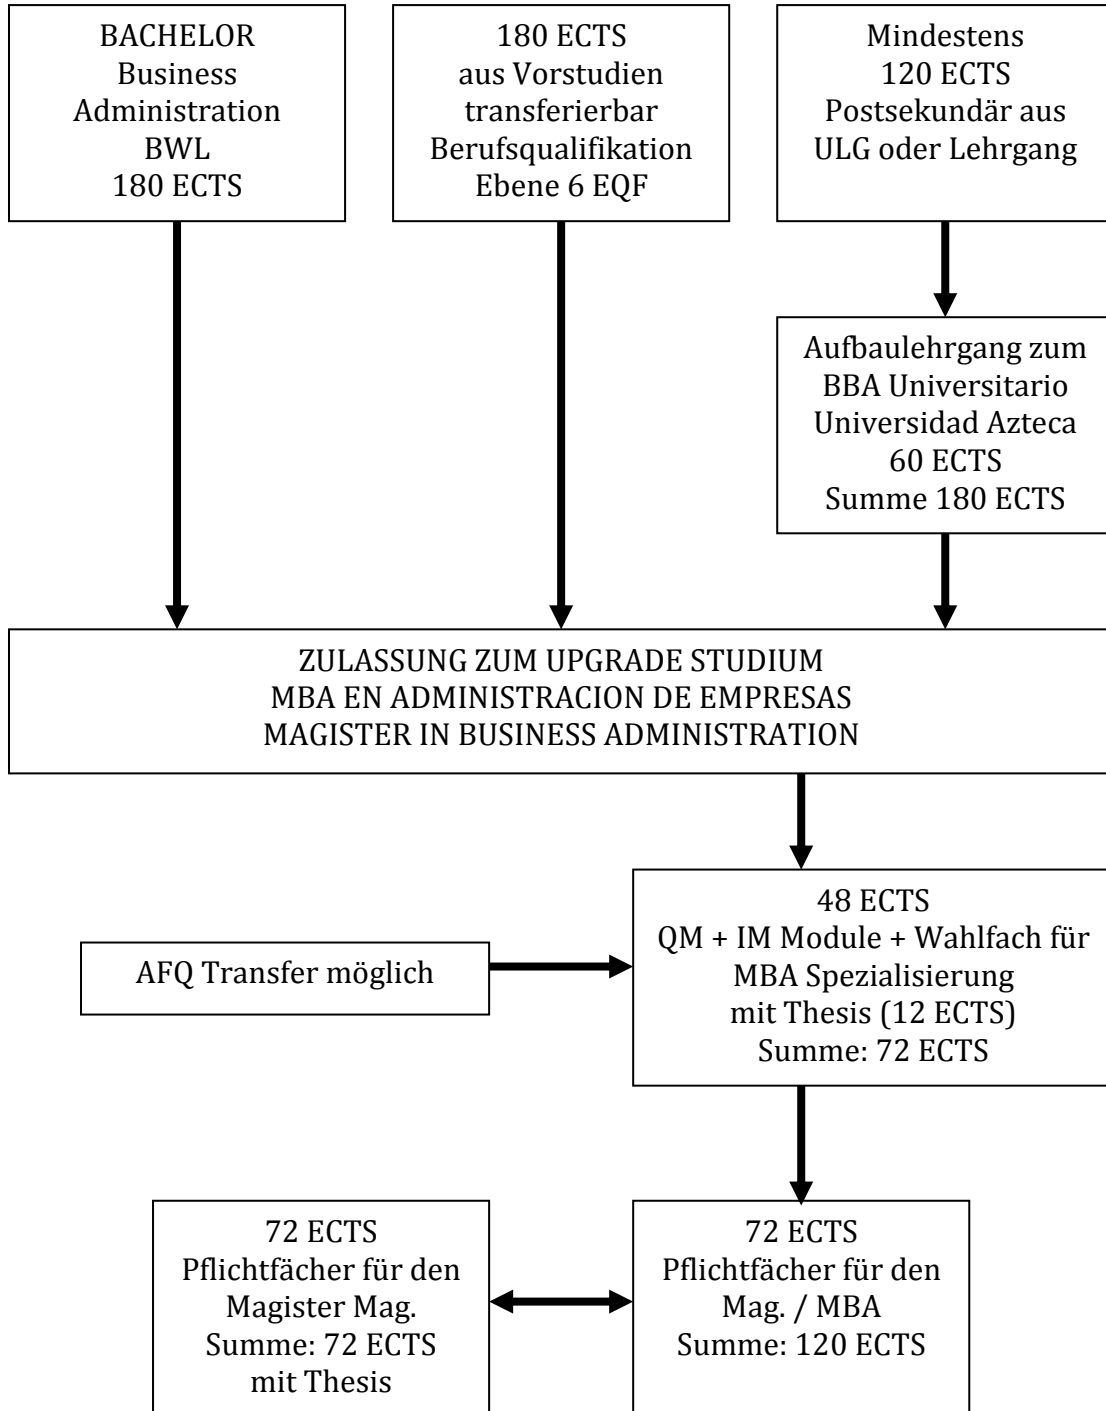 BACHELOR
Business
Administration
BWL
180 ECTS
180 ECTS
aus Vorstudien
transferierbar
Berufsqualifikation
Ebene 6 EQF
Mindestens
120 ECTS
Postsekundär aus
ULG oder Lehrgang
Aufbaulehrgang zum
BBA Universitario
Universidad Azteca
60 ECTS
Summe 180 ECTS
ZULASSUNG ZUM UPGRADE STUDIUM
MBA EN ADMINISTRACION DE EMPRESAS
MAGISTER IN BUSINESS ADMINISTRATION
48 ECTS
QM + IM Module + Wahlfach für
MBA Spezialisierung
mit Thesis (12 ECTS)
Summe: 72 ECTS
AFQ Transfer möglich
72 ECTS
Pflichtfächer für den
Magister Mag.
Summe: 72 ECTS
mit Thesis
72 ECTS
Pflichtfächer für den
Mag. / MBA
Summe: 120 ECTS